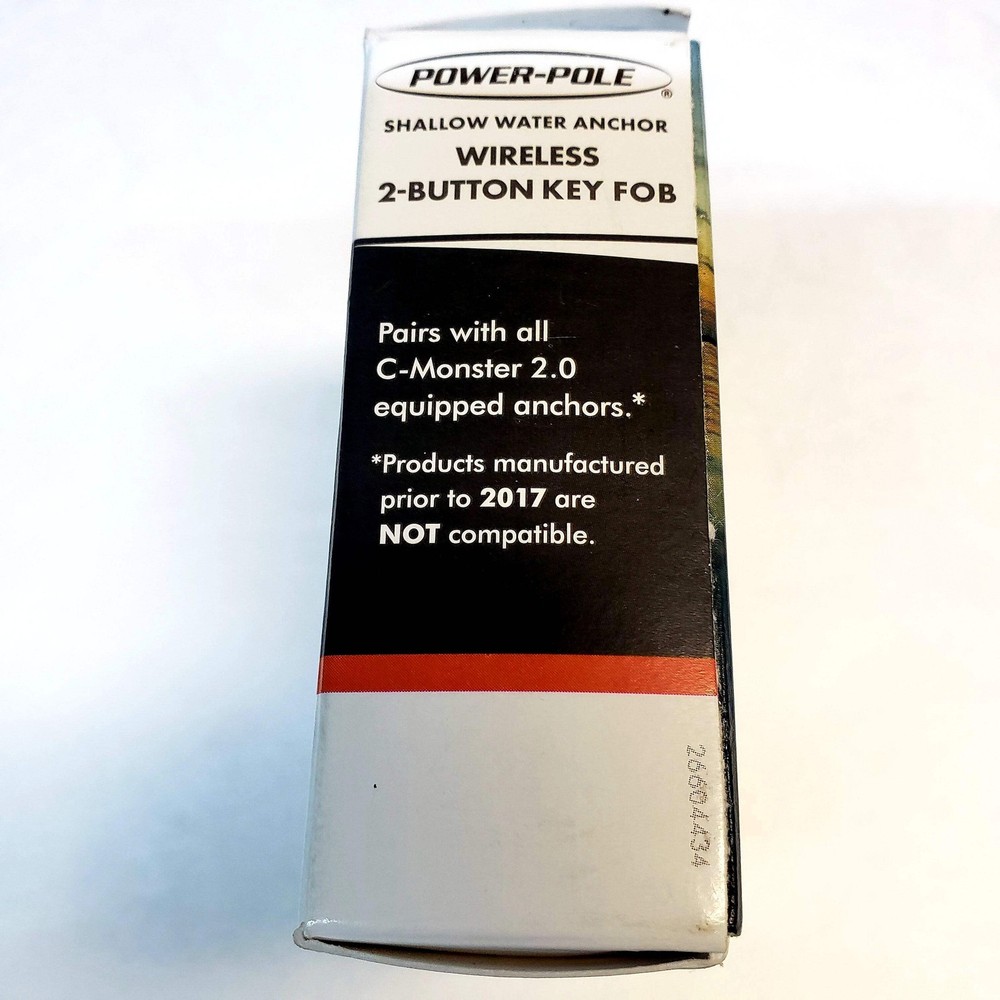 POWER-POLE
®
SHALLOW WATER ANCHOR
WIRELESS
2-BUTTON KEY FOB
Pairs with all
C-Monster 2.0
equipped anchors.*
*Products manufactured
prior to 2017 are
NOT compatible.